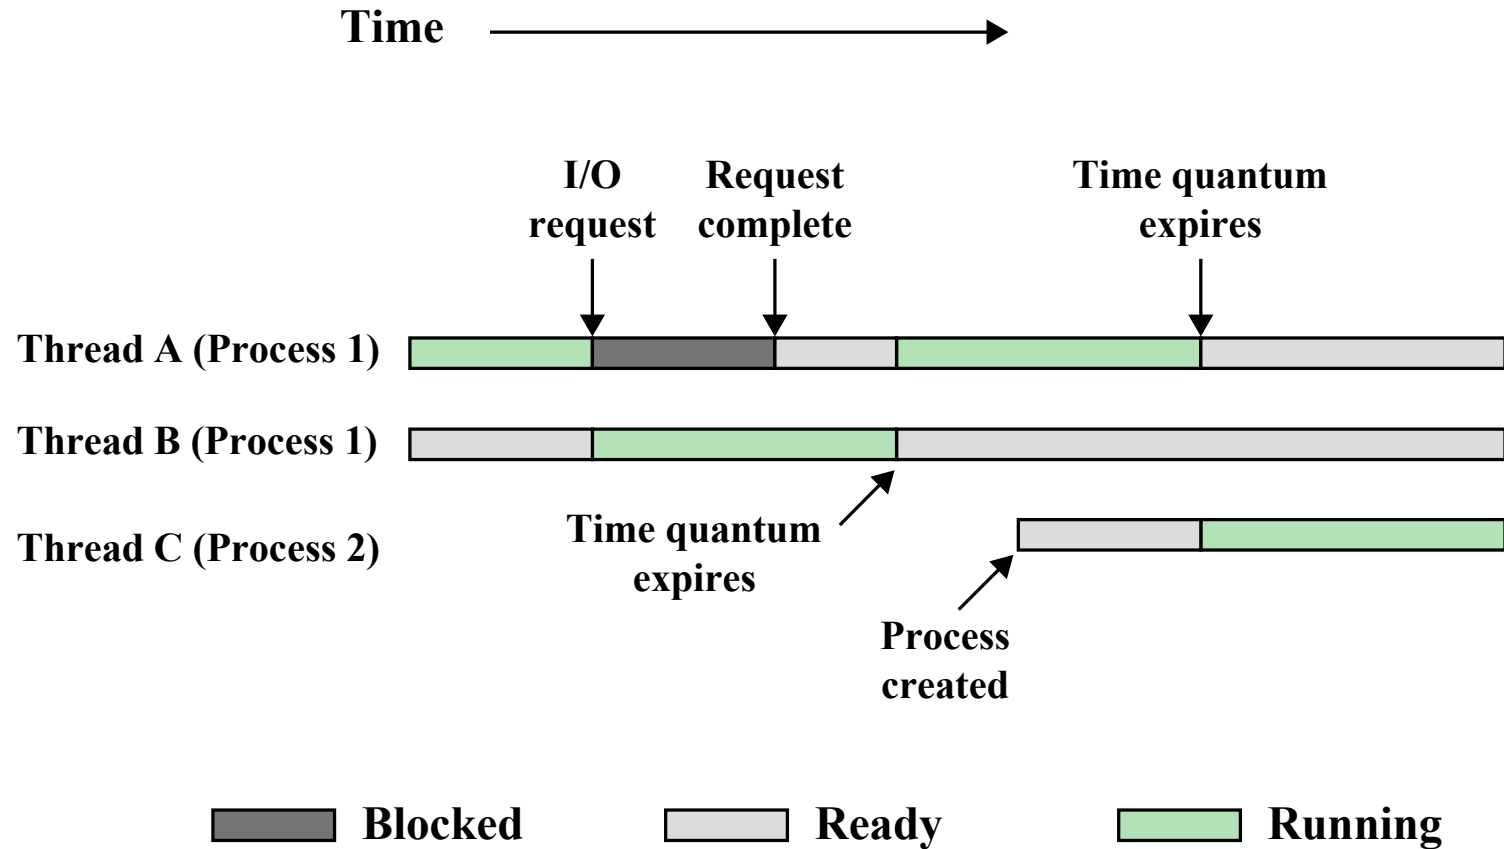 Time
I/O
request
Request
complete
Time quantum
expires
Thread A (Process 1)
Thread B (Process 1)
Thread C (Process 2)
Time quantum
expires
Process
created
Blocked
Ready
Running